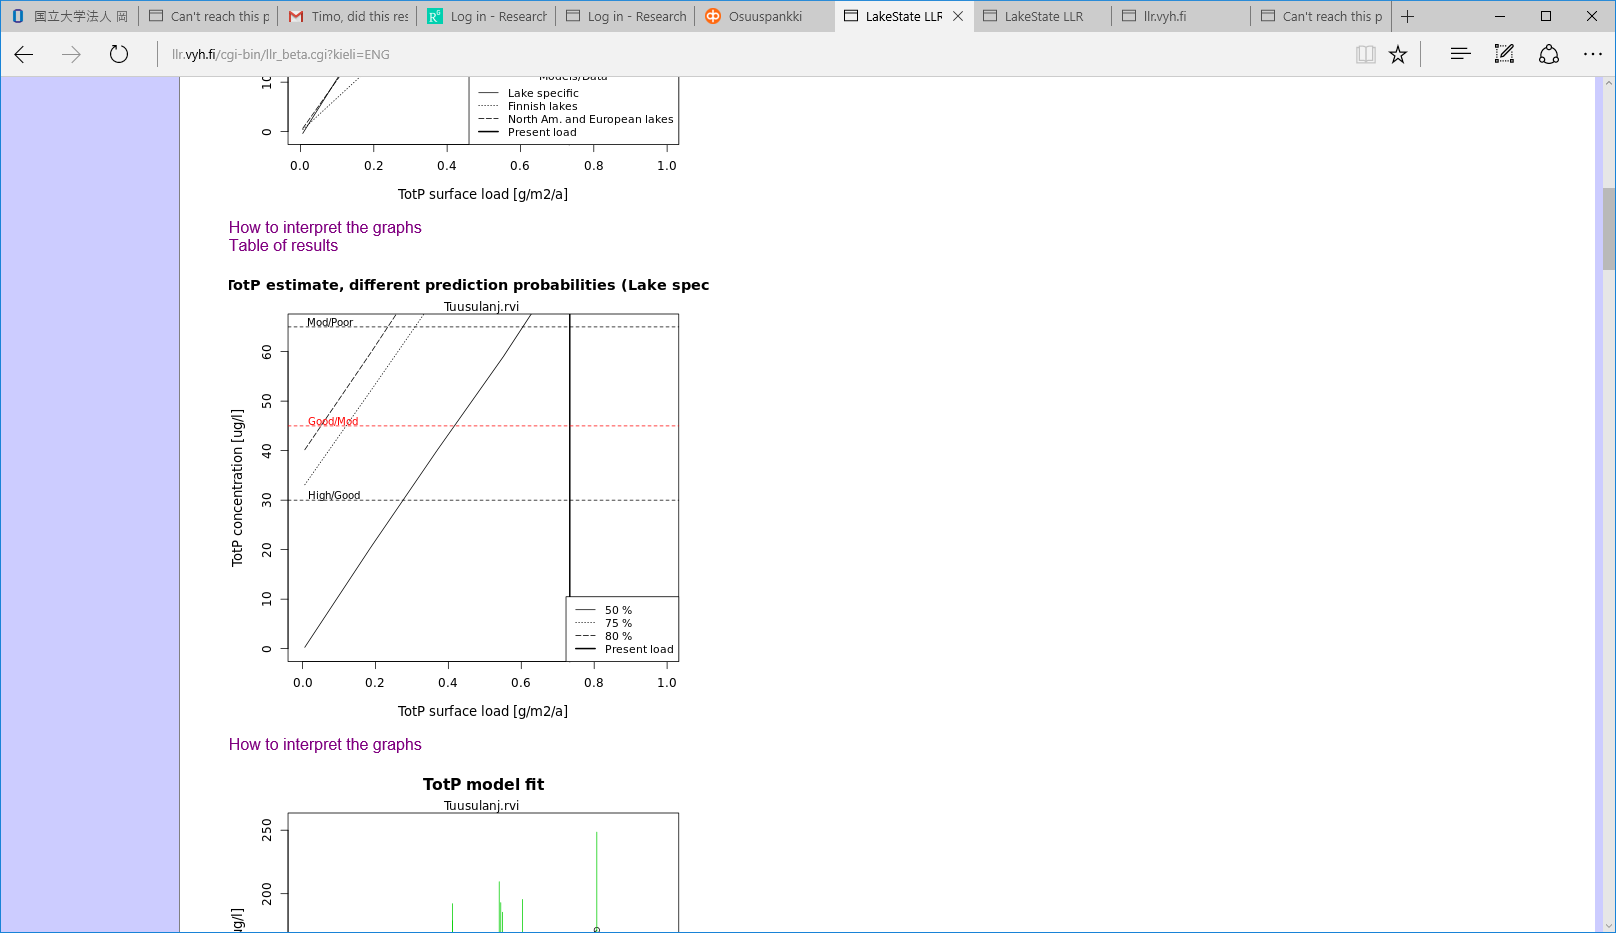 国立大学法人 岡
Can't reach this p
Timo, did this res
Log in - Research
Log in - Research
Osuuspankki
LakeState LLR
LakeState LLR
llr.vyh.fi
Can't reach this p
llr.vyh.fi/cgi-bin/llr_beta.cgi?kieli=ENG
10
0
Models/Data
Lake specific
Finnish lakes
North Am. and European lakes
Present load
0.0 0.2 0.4 0.6 0.8 1.0
TotP surface load [g/m2/a]
How to interpret the graphs
Table of results
TotP estimate, different prediction probabilities (Lake spec
Tuusulanj.rvi
Mod/Poor
Good/Mod
High/Good
TotP concentration [ug/l]
60
50
40
30
20
10
0
50 %
75 %
80 %
Present load
0.0 0.2 0.4 0.6 0.8 1.0
TotP surface load [g/m2/a]
How to interpret the graphs
TotP model fit
Tuusulanj.rvi
250
200
ug/l]